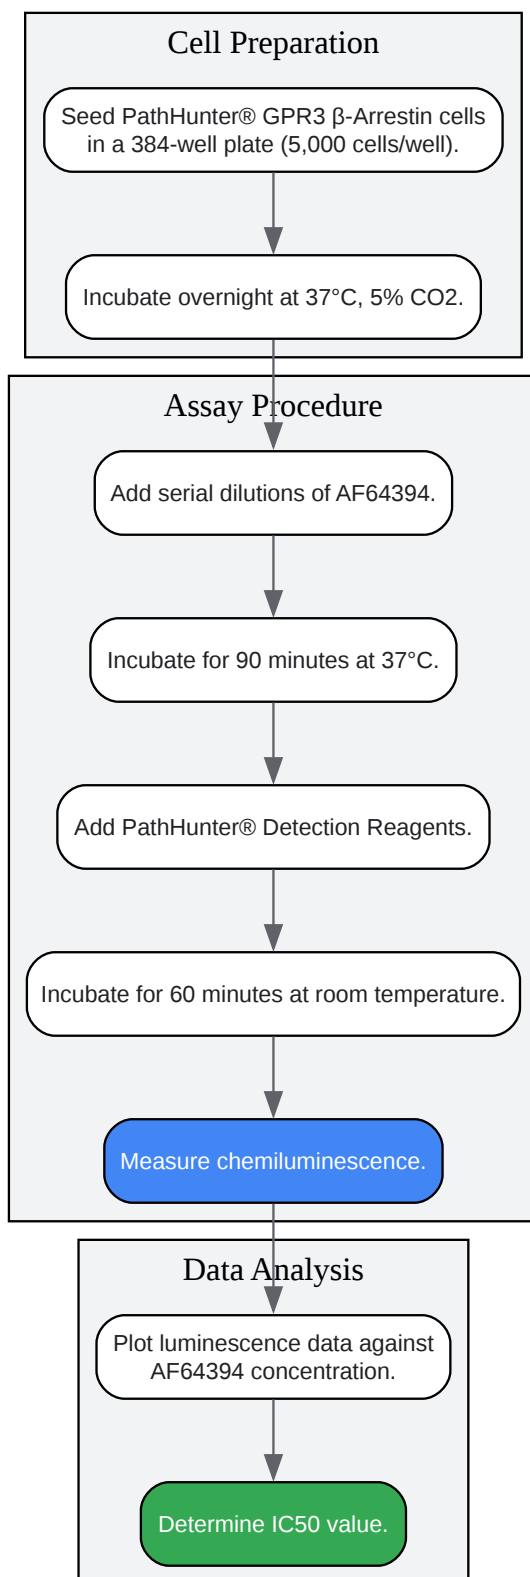 Cell Preparation
Seed PathHunter® GPR3 β-Arrestin cells
in a 384-well plate (5,000 cells/well).
Incubate overnight at 37°C, 5% CO2.
Assay Procedure
Add serial dilutions of AF64394.
Incubate for 90 minutes at 37°C.
Add PathHunter® Detection Reagents.
Incubate for 60 minutes at room temperature.
Measure chemiluminescence.
Data Analysis
Plot luminescence data against
AF64394 concentration.
Determine IC50 value.